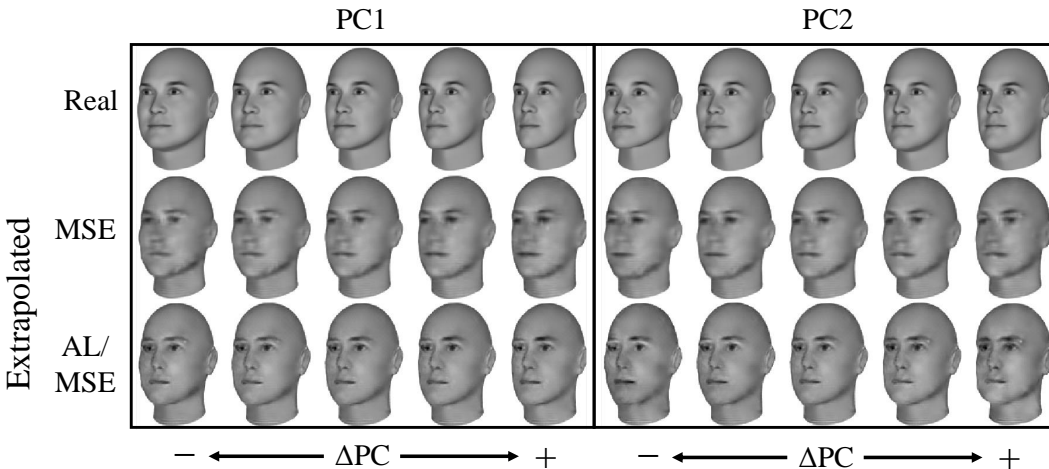 PC1 PC2
Real
MSE
AL/
MSE
Extrapolated
− ΔPC + − ΔPC +